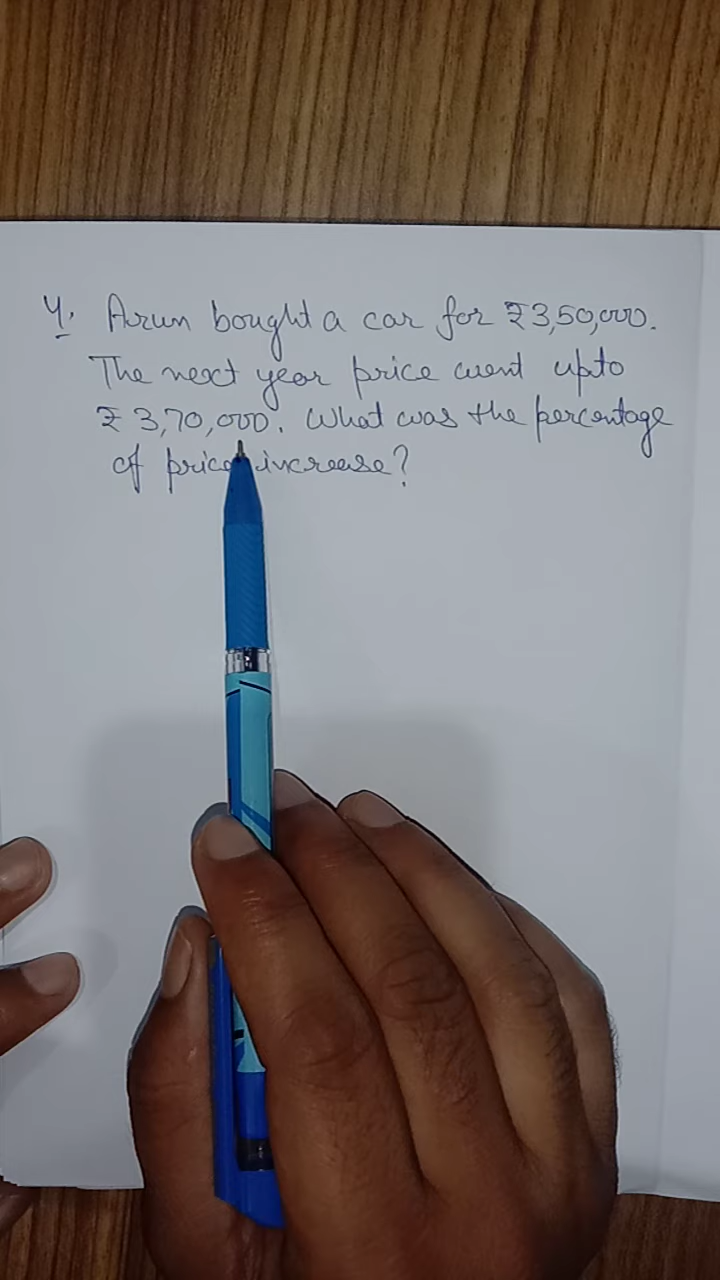 4. Arun bought a car for ₹3,50,000.
The next year price went upto
₹ 3,70,000. What was the percentage
of price increase?